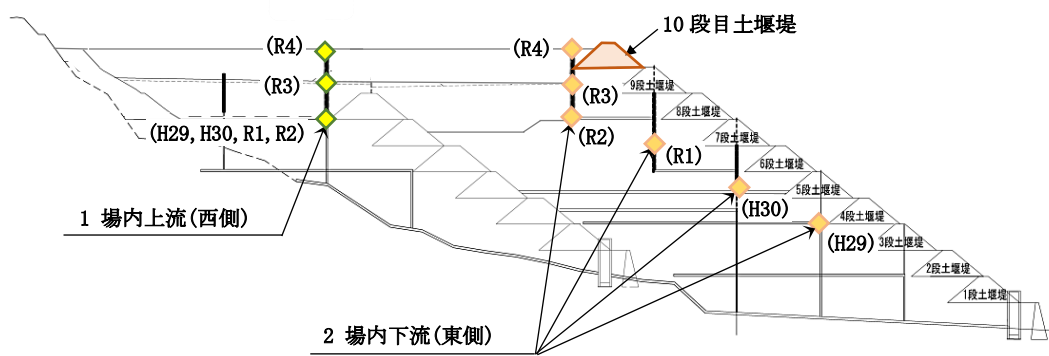 10 段目土堰堤
(R4)
(R4)
(R3)
(R3)
9段土堰堤
8段土堰堤
(H29, H30, R1, R2)
(R2)
7段土堰堤
(R1)
6段土堰堤
5段土堰堤
1 場内上流(西側)
(H30)
4段土堰堤
(H29)
3段土堰堤
2段土堰堤
1段土堰堤
2 場内下流(東側)